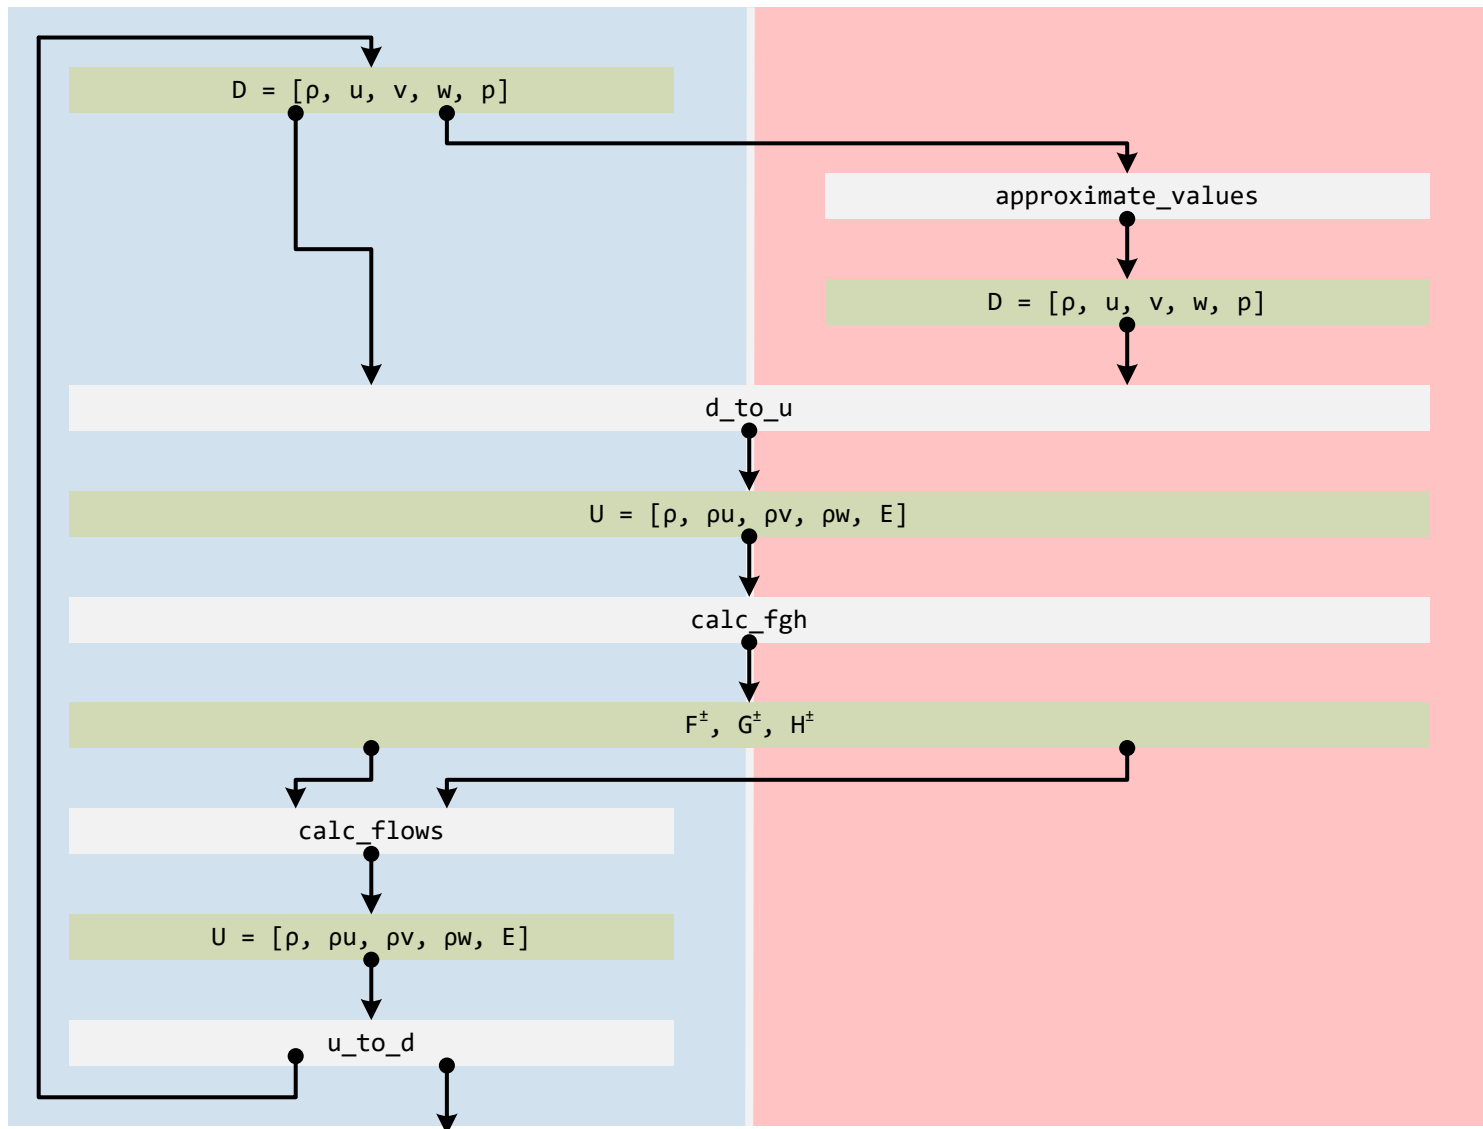 D = [ρ, u, v, w, p]
approximate_values
D = [ρ, u, v, w, p]
d_to_u
U = [ρ, ρu, ρv, ρw, E]
calc_fgh
F±, G±, H±
calc_flows
U = [ρ, ρu, ρv, ρw, E]
u_to_d